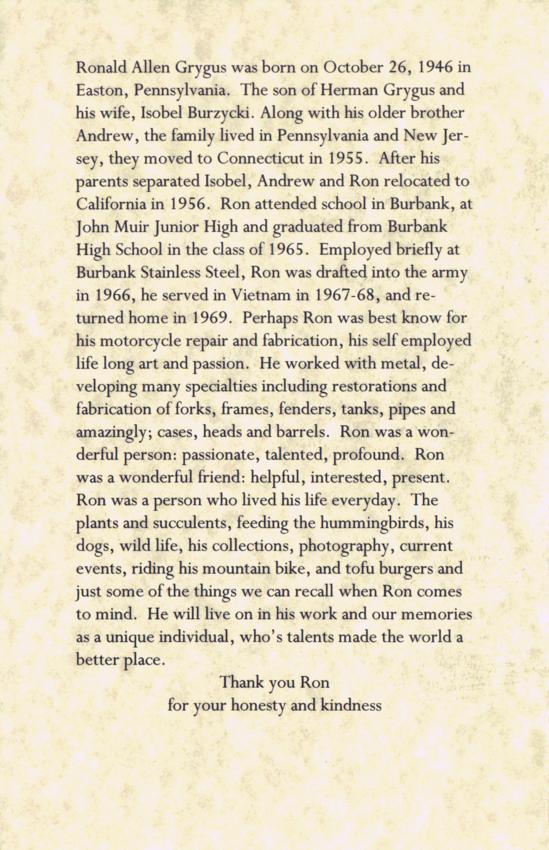 Ronald Allen Grygus was born on October 26, 1946 in
Easton, Pennsylvania.  The son of Herman Grygus and
his wife, Isobel Burzycki. Along with his older brother
Andrew, the family lived in Pennsylvania and New Jer-
sey, they moved to Connecticut in 1955.  After his
parents separated Isobel, Andrew and Ron relocated to
California in 1956.  Ron attended school in Burbank, at
John Muir Junior High and graduated from Burbank
High School in the class of 1965.  Employed briefly at
Burbank Stainless Steel, Ron was drafted into the army
in 1966, he served in Vietnam in 1967-68, and re-
turned home in 1969.  Perhaps Ron was best know for
his motorcycle repair and fabrication, his self employed
life long art and passion.  He worked with metal, de-
veloping many specialties including restorations and
fabrication of forks, frames, fenders, tanks, pipes and
amazingly; cases, heads and barrels.  Ron was a won-
derful person: passionate, talented, profound.  Ron
was a wonderful friend: helpful, interested, present.
Ron was a person who lived his life everyday.  The
plants and succulents, feeding the hummingbirds, his
dogs, wild life, his collections, photography, current
events, riding his mountain bike, and tofu burgers and
just some of the things we can recall when Ron comes
to mind.  He will live on in his work and our memories
as a unique individual, who's talents made the world a
better place.
Thank you Ron
for your honesty and kindness